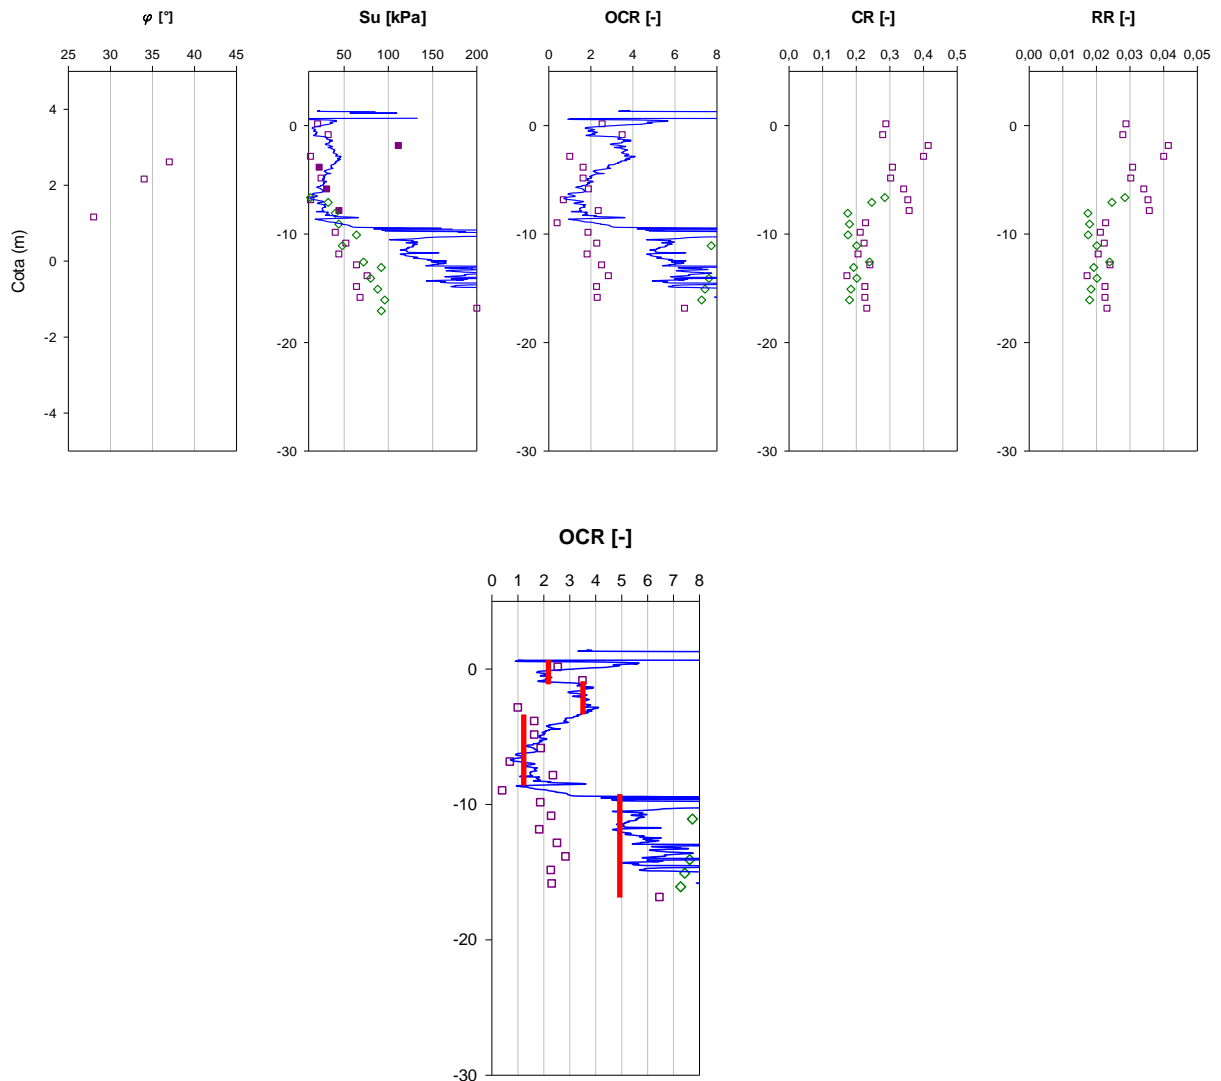 φ [°]
Su [kPa]
OCR [-]
CR [-]
RR [-]
25 30 35 40 45
50 100 150 200
0 2 4 6 8
0,0 0,1 0,2 0,3 0,4 0,5
0,00 0,01 0,02 0,03 0,04 0,05
Cota (m)
4
2
0
-2
-4
0
-10
-20
-30
0
-10
-20
-30
0
-10
-20
-30
0
-10
-20
-30
OCR [-]
0 1 2 3 4 5 6 7 8
0
-10
-20
-30